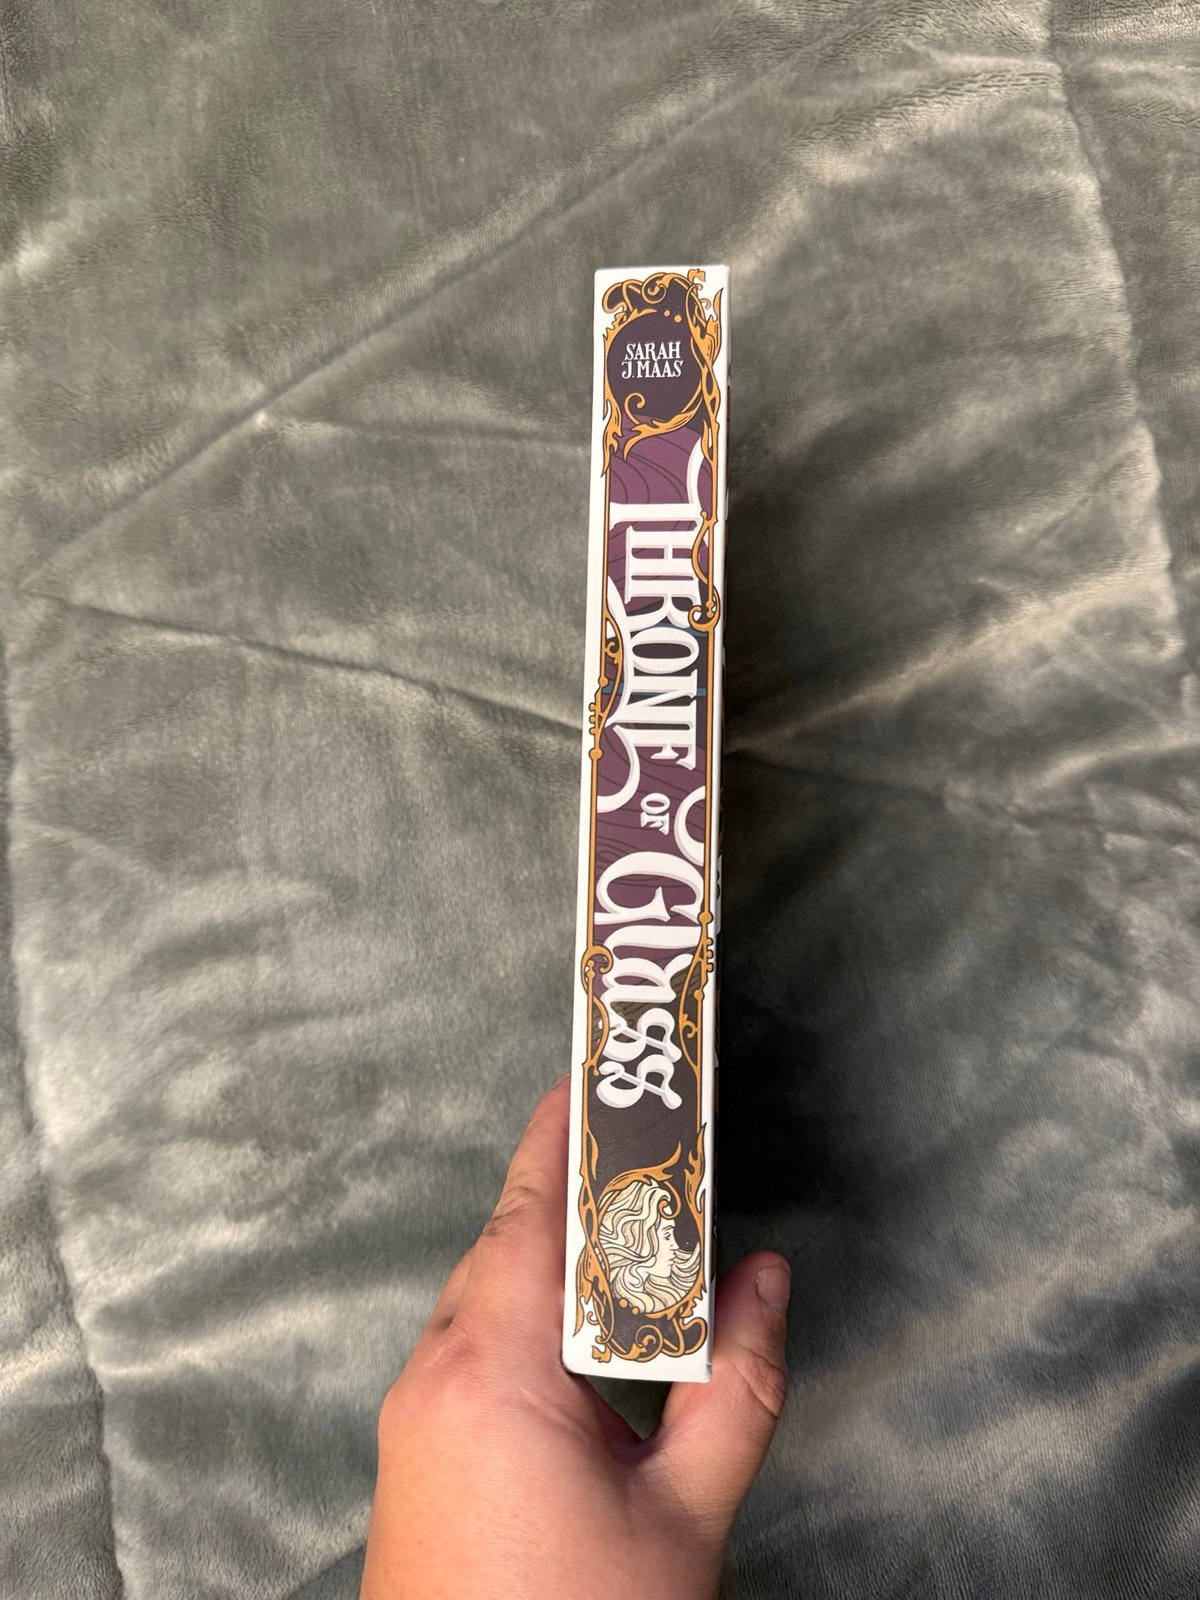 SARAH
J. MAAS
THRONE OF Glass